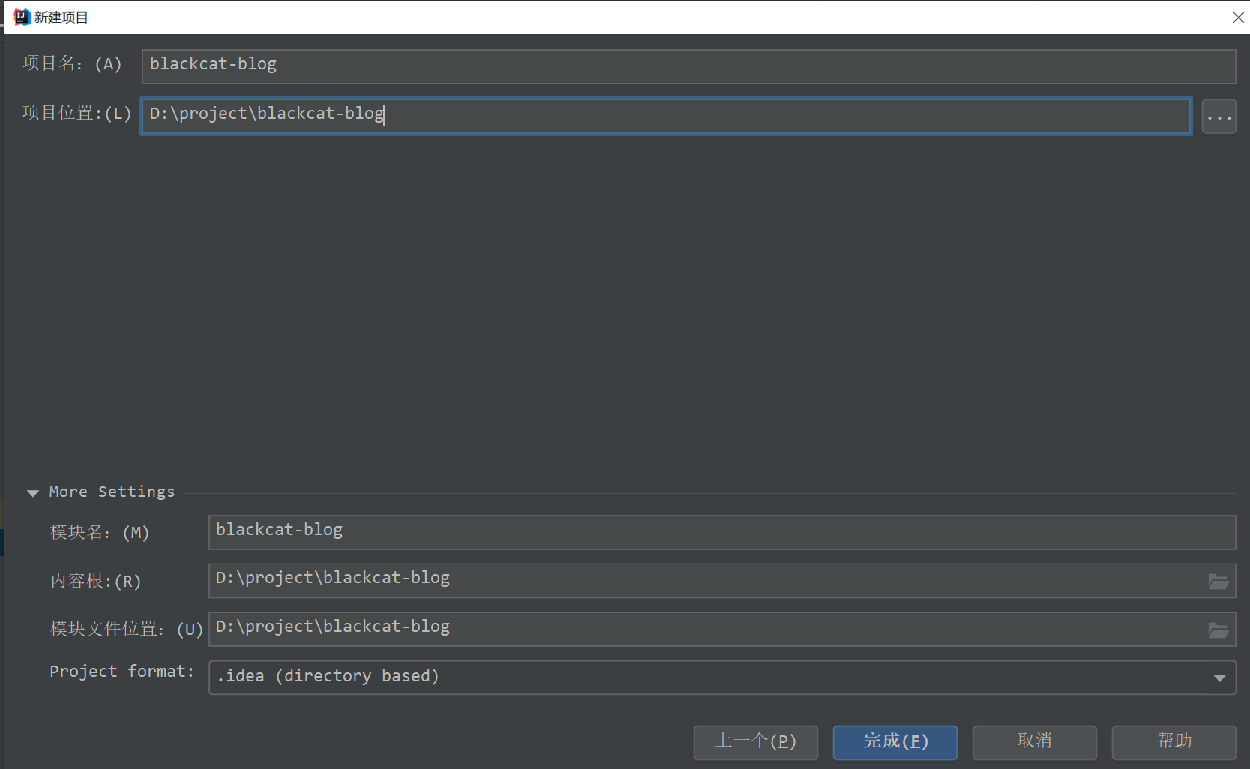 新建项目
项目名: (A) blackcat-blog
项目位置:(L) D:\project\blackcat-blog ...
More Settings
模块名: (M) blackcat-blog
内容根:(R) D:\project\blackcat-blog
模块文件位置: (U) D:\project\blackcat-blog
Project format: .idea (directory based)
上一个(P) 完成(F) 取消 帮助